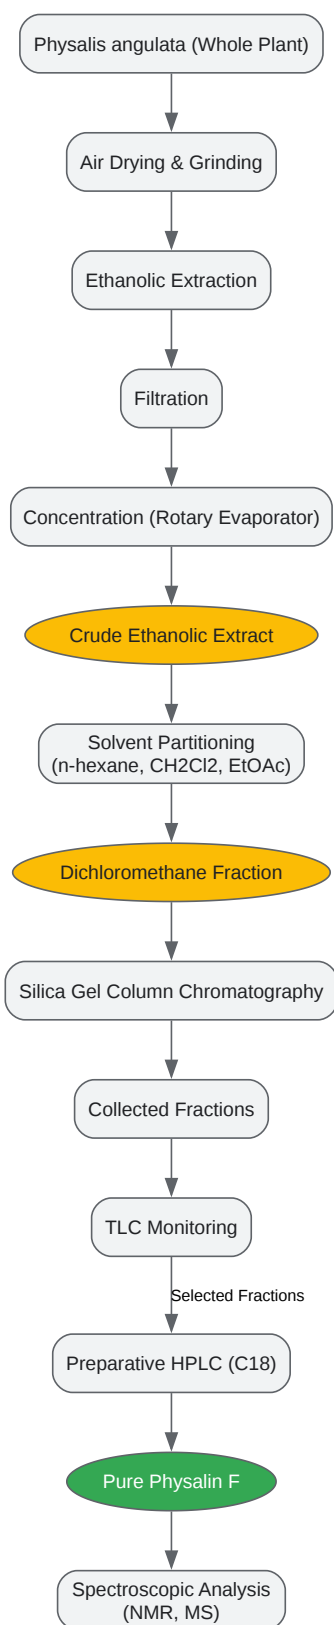 Physalis angulata (Whole Plant)
Air Drying & Grinding
Ethanolic Extraction
Filtration
Concentration (Rotary Evaporator)
Crude Ethanolic Extract
Solvent Partitioning
(n-hexane, CH2Cl2, EtOAc)
Dichloromethane Fraction
Silica Gel Column Chromatography
Collected Fractions
TLC Monitoring
Selected Fractions
Preparative HPLC (C18)
Pure Physalin F
Spectroscopic Analysis
(NMR, MS)